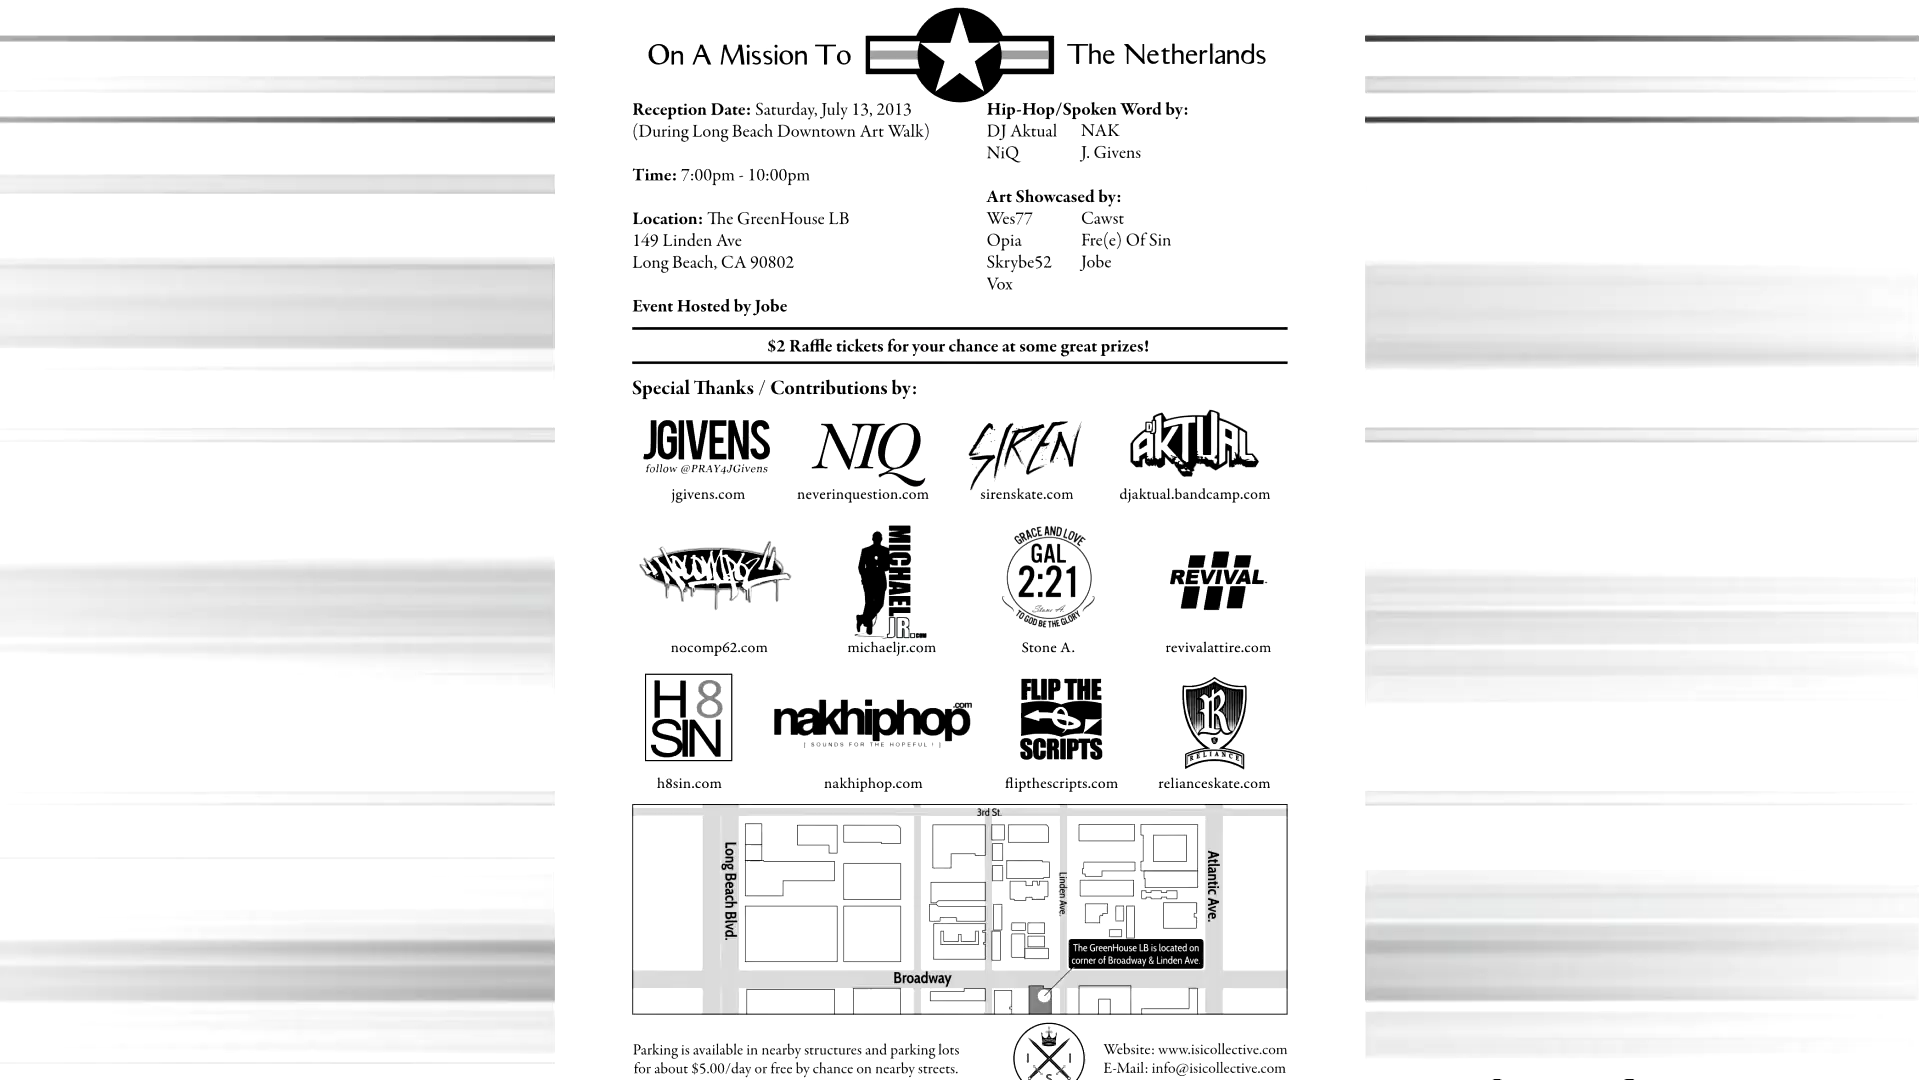 On A Mission To The Netherlands
Reception Date: Saturday, July 13, 2013
(During Long Beach Downtown Art Walk)
Time: 7:00pm - 10:00pm
Location: The GreenHouse LB
149 Linden Ave
Long Beach, CA 90802
Event Hosted by Jobe
Hip-Hop/Spoken Word by:
DJ Aktual NAK
NiQ J. Givens
Art Showcased by:
Wes77 Cawst
Opia Fre(e) Of Sin
Skrybe52 Jobe
Vox
$2 Raffle tickets for your chance at some great prizes!
Special Thanks / Contributions by:
JGIVENS
follow @PRAY4JGivens
jgivens.com
NIQ
neverinquestion.com
SIREN
sirenskate.com
DJ
AKTUAL
djaktual.bandcamp.com
NOCOMP62
nocomp62.com
MICHAEL
JR.COM
michaeljr.com
GRACE AND LOVE
GAL
2:21
Stone A.
TO GOD BE THE GLORY
Stone A.
REVIVAL
revivalattire.com
H8
SIN
h8sin.com
nakhiphop.com
[ SOUNDS FOR THE HOPEFUL ! ]
nakhiphop.com
FLIP THE
SCRIPTS
flipthescripts.com
R
RELIANCE
relianceskate.com
3rd St.
Long Beach Blvd.
Linden Ave.
Atlantic Ave.
The GreenHouse LB is located on
corner of Broadway & Linden Ave.
Broadway
Parking is available in nearby structures and parking lots
for about $5.00/day or free by chance on nearby streets.
I I
S
Website: www.isicollective.com
E-Mail: info@isicollective.com